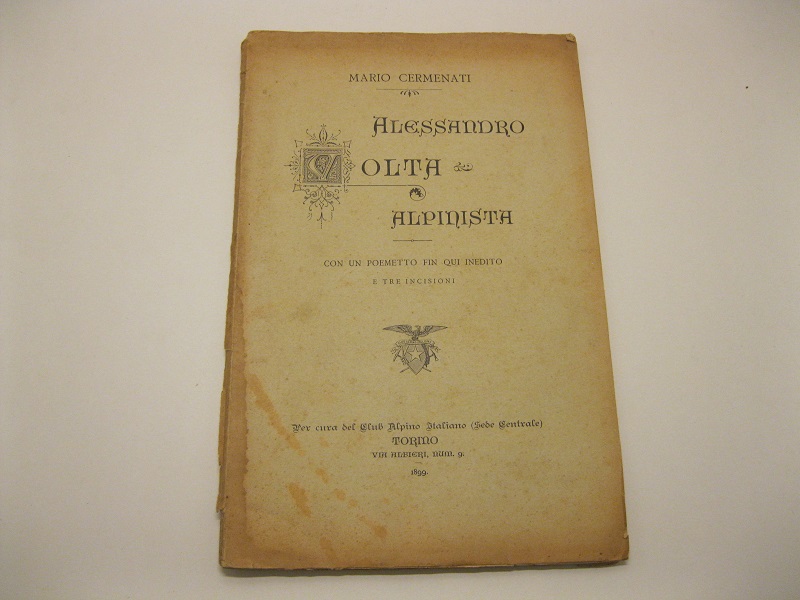 MARIO CERMENATI
ALESSANDRO
VOLTA
ALPINISTA
CON UN POEMETTO FIN QUI INEDITO
E TRE INCISIONI
Per cura del Club Alpino Italiano (Sede Centrale)
TORINO
VIA ALFIERI, NUM. 9.
1899.